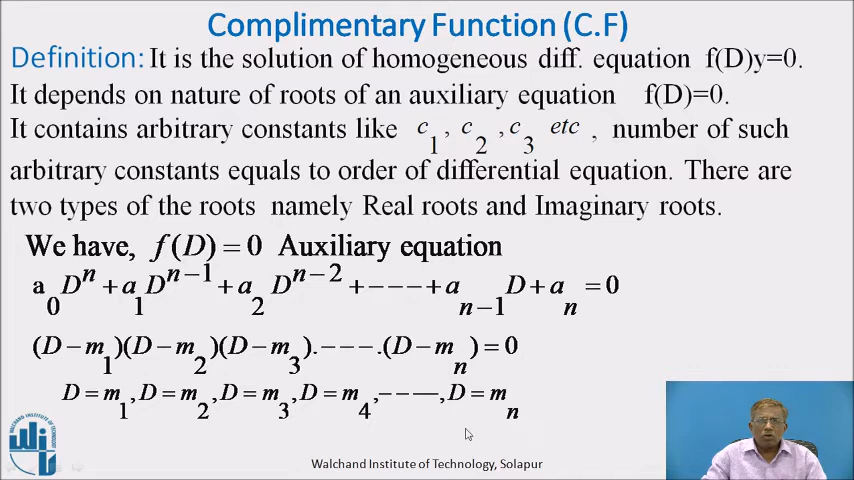 Complimentary Function (C.F)
Definition: It is the solution of homogeneous diff. equation f(D)y=0.
It depends on nature of roots of an auxiliary equation f(D)=0.
It contains arbitrary constants like c₁, c₂, c₃ etc, number of such
arbitrary constants equals to order of differential equation. There are
two types of the roots namely Real roots and Imaginary roots.
We have, f(D) = 0 Auxiliary equation
a₀Dⁿ + a₁Dⁿ⁻¹ + a₂Dⁿ⁻² + −−− + aₙ₋₁D + aₙ = 0
(D − m₁)(D − m₂)(D − m₃).−−−.(D − mₙ) = 0
D = m₁, D = m₂, D = m₃, D = m₄, −−−−, D = mₙ
WALCHAND INSTITUTE OF TECHNOLOGY
Walchand Institute of Technology, Solapur